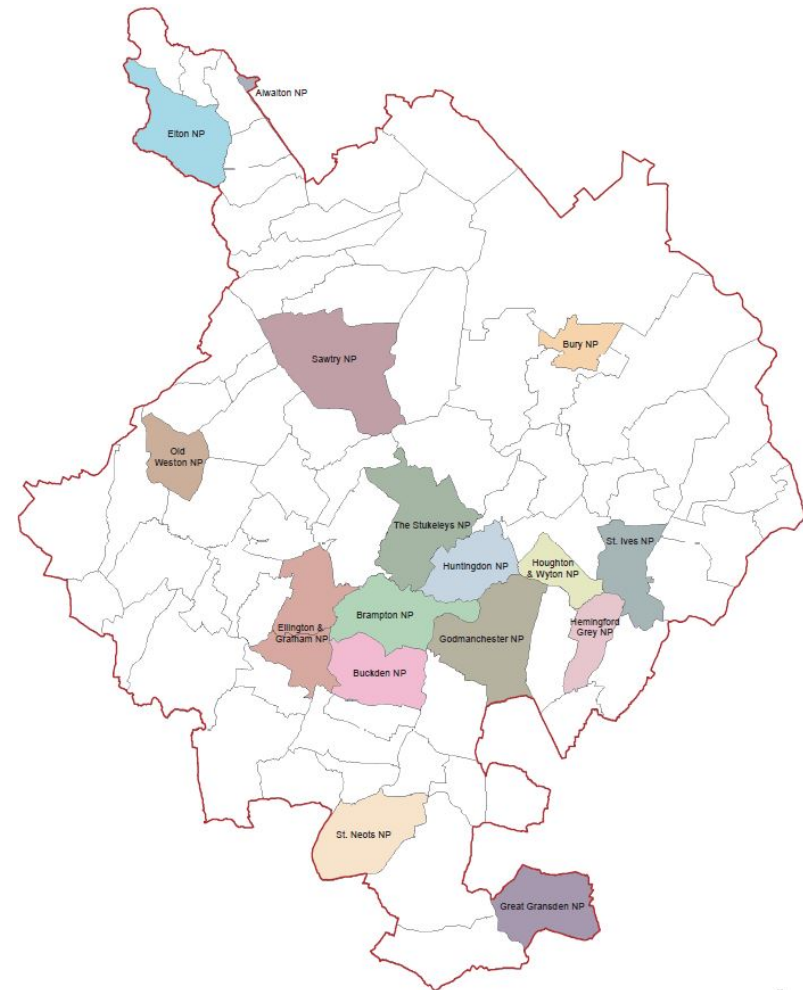 Alwalton NP
Elton NP
Sawtry NP
Bury NP
Old
Weston NP
The Stukeleys NP
St. Ives NP
Huntingdon NP
Houghton
& Wyton NP
Brampton NP
Ellington &
Grafham NP
Godmanchester NP
Hemingford
Grey NP
Buckden NP
St. Neots NP
Great Gransden NP